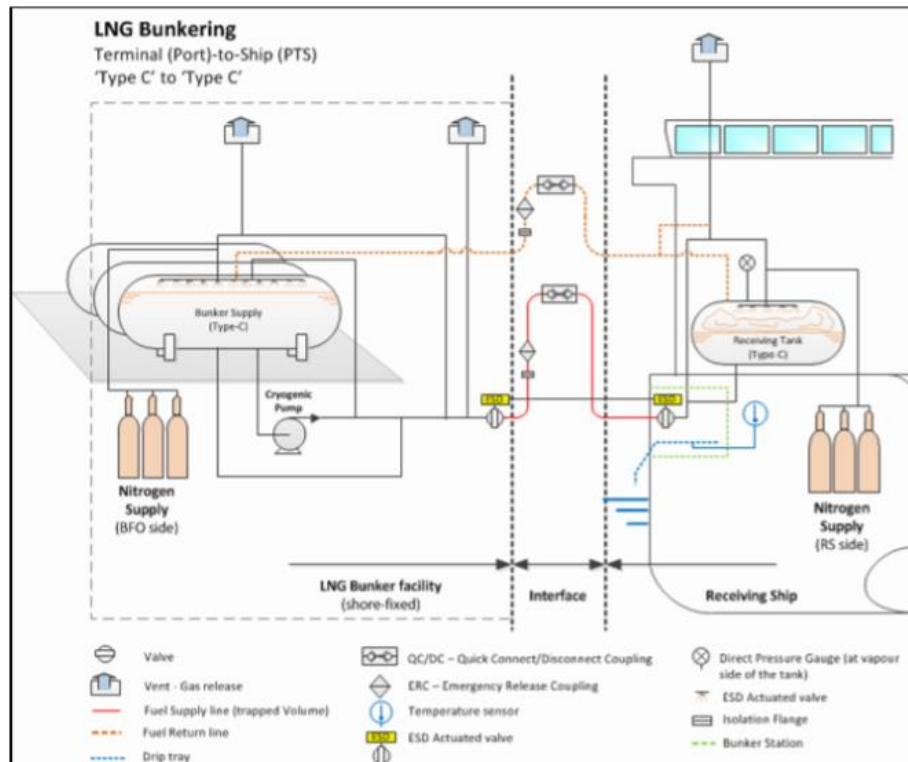 LNG Bunkering
Terminal (Port)-to-Ship (PTS)
'Type C' to 'Type C'
Bunker Supply
(Type-C)
Receiving Tank
(Type C)
Cryogenic
Pump
ESD
ESD
Nitrogen
Supply
(BFO side)
Nitrogen
Supply
(RS side)
LNG Bunker facility
(shore-fixed)
Interface
Receiving Ship
Valve
Vent - Gas release
Fuel Supply line (trapped Volume)
Fuel Return line
Drip tray
QC/DC – Quick Connect/Disconnect Coupling
ERC – Emergency Release Coupling
Temperature sensor
ESD
ESD Actuated valve
Direct Pressure Gauge (at vapour
side of the tank)
ESD Actuated valve
Isolation Flange
Bunker Station